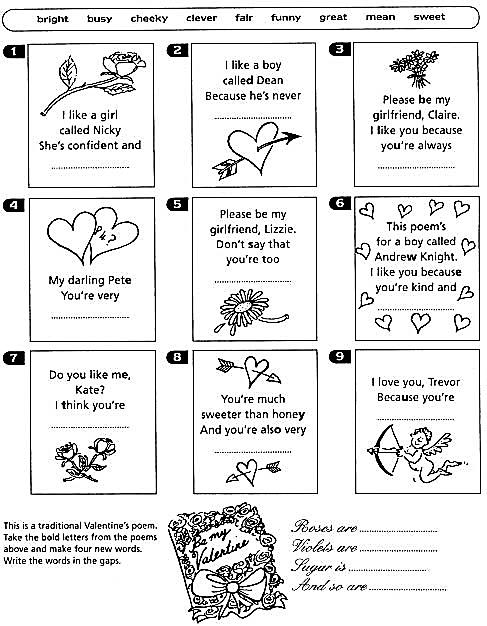 bright busy cheeky clever fair funny great mean sweet
1
I like a girl
called Nicky
She's confident and
..............................
2
I like a boy
called Dean
Because he's never
..............................
3
Please be my
girlfriend, Claire.
I like you because
you're always
..............................
4
My darling Pete
You're very
..............................
5
Please be my
girlfriend, Lizzie.
Don't say that
you're too
..............................
6
This poem's
for a boy called
Andrew Knight.
I like you because
you're kind and
..............................
7
Do you like me,
Kate?
I think you're
..............................
8
You're much
sweeter than honey
And you're also very
..............................
9
I love you, Trevor
Because you're
..............................
This is a traditional Valentine's poem.
Take the bold letters from the poems
above and make four new words.
Write the words in the gaps.
Be my
Valentine
Roses are ..............................
Violets are ..............................
Sugar is ..............................
And so are ..............................